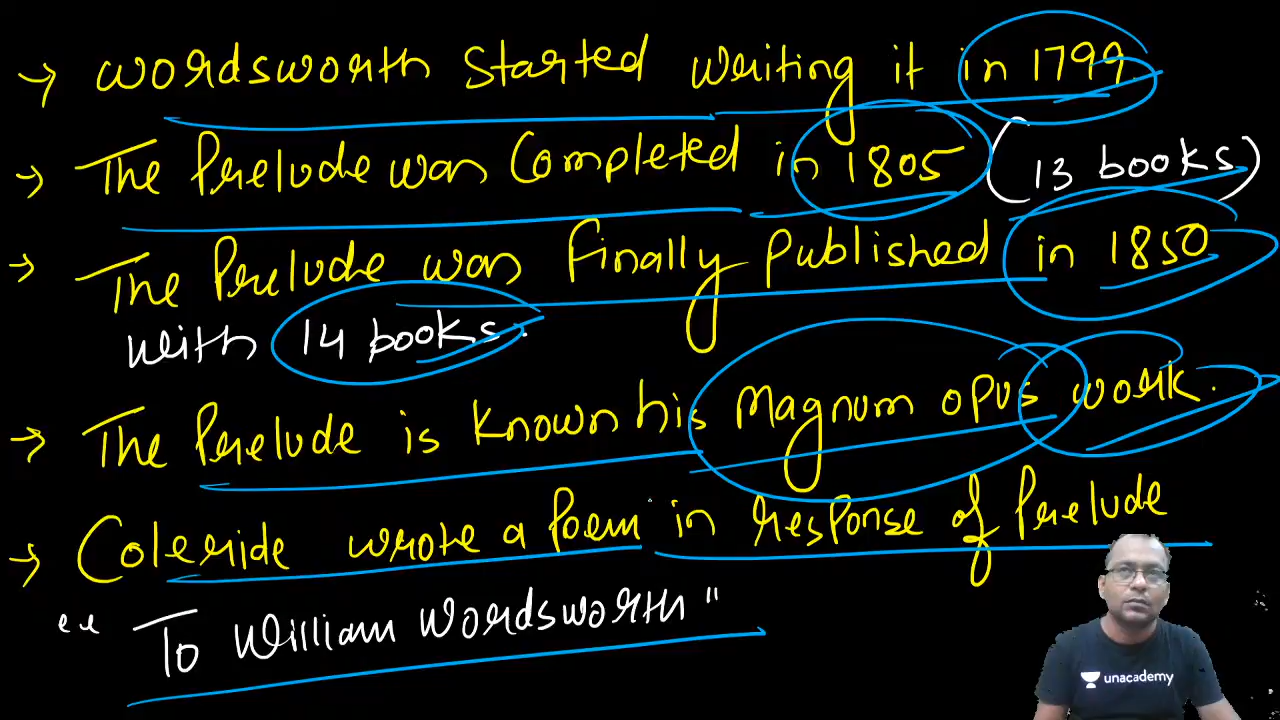 → Wordsworth started writing it in 1799.
→ The Prelude was completed in 1805 (13 books)
→ The Prelude was finally published in 1850
with 14 books.
→ The Prelude is known his Magnum opus work.
→ Coleride wrote a Poem in response of Prelude
"To William Wordsworth"
unacademy